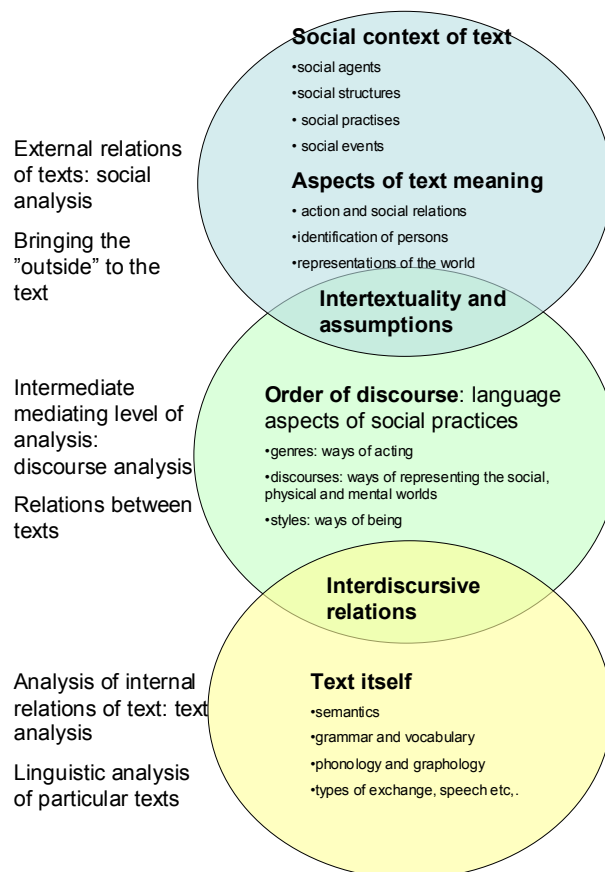 Social context of text
•social agents
•social structures
• social practises
• social events
External relations
of texts: social
analysis
Bringing the
”outside” to the
text
Aspects of text meaning
• action and social relations
•identification of persons
•representations of the world
Intertextuality and
assumptions
Intermediate
mediating level of
analysis:
discourse analysis
Relations between
texts
Order of discourse: language
aspects of social practices
•genres: ways of acting
•discourses: ways of representing the social,
physical and mental worlds
•styles: ways of being
Interdiscursive
relations
Analysis of internal
relations of text: text
analysis
Linguistic analysis
of particular texts
Text itself
•semantics
•grammar and vocabulary
•phonology and graphology
•types of exchange, speech etc,.